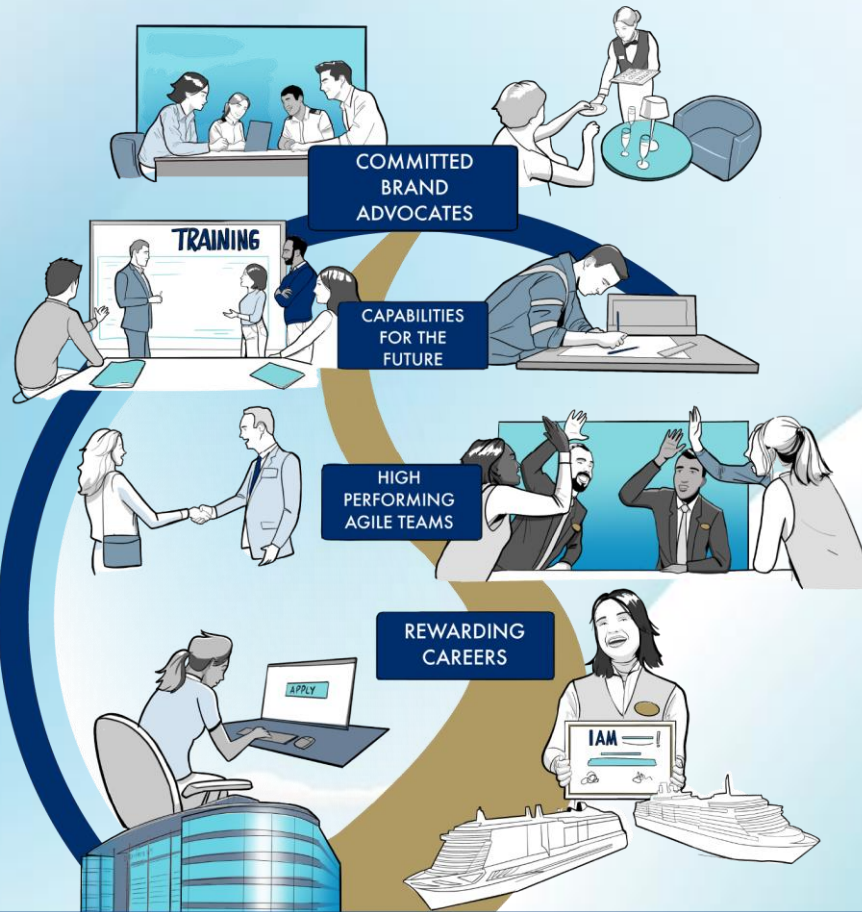 COMMITTED
BRAND
ADVOCATES
TRAINING
CAPABILITIES
FOR THE
FUTURE
HIGH
PERFORMING
AGILE TEAMS
REWARDING
CAREERS
APPLY
I AM